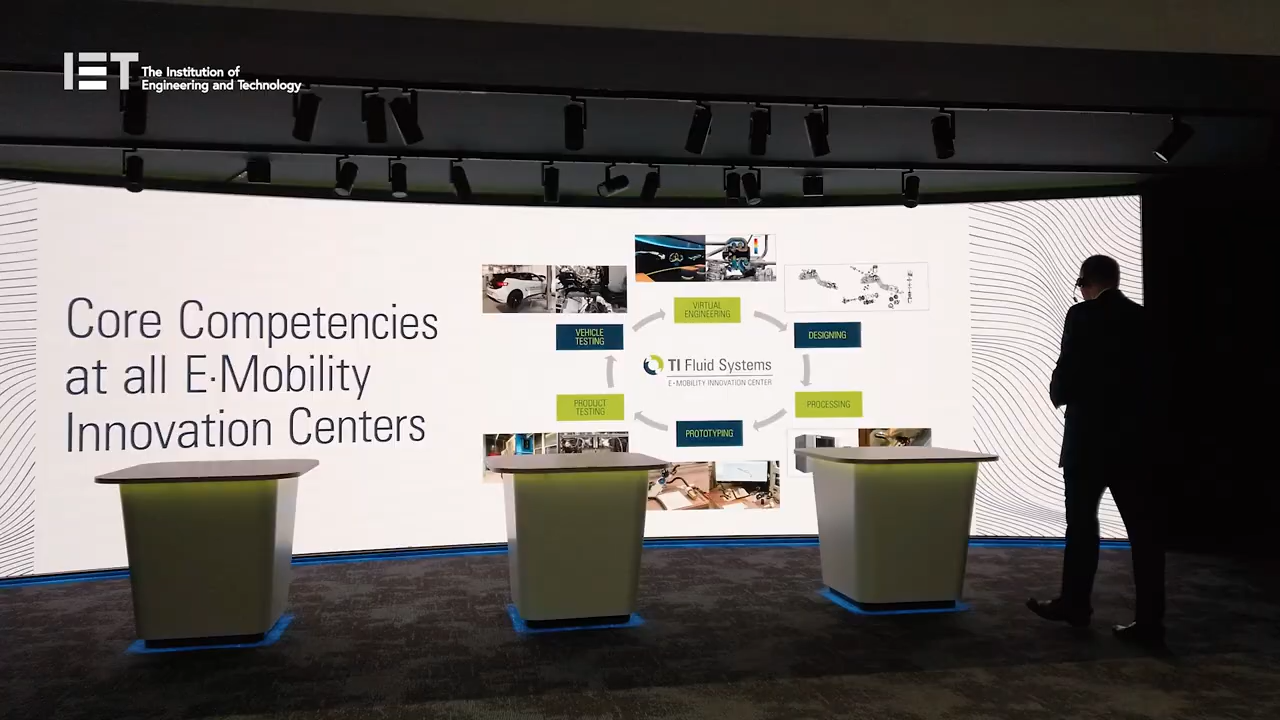 IET The Institution of
Engineering and Technology
Core Competencies
at all E·Mobility
Innovation Centers
VIRTUAL
ENGINEERING
VEHICLE
TESTING
DESIGNING
TI Fluid Systems
E-MOBILITY INNOVATION CENTER
PRODUCT
TESTING
PROCESSING
PROTOTYPING